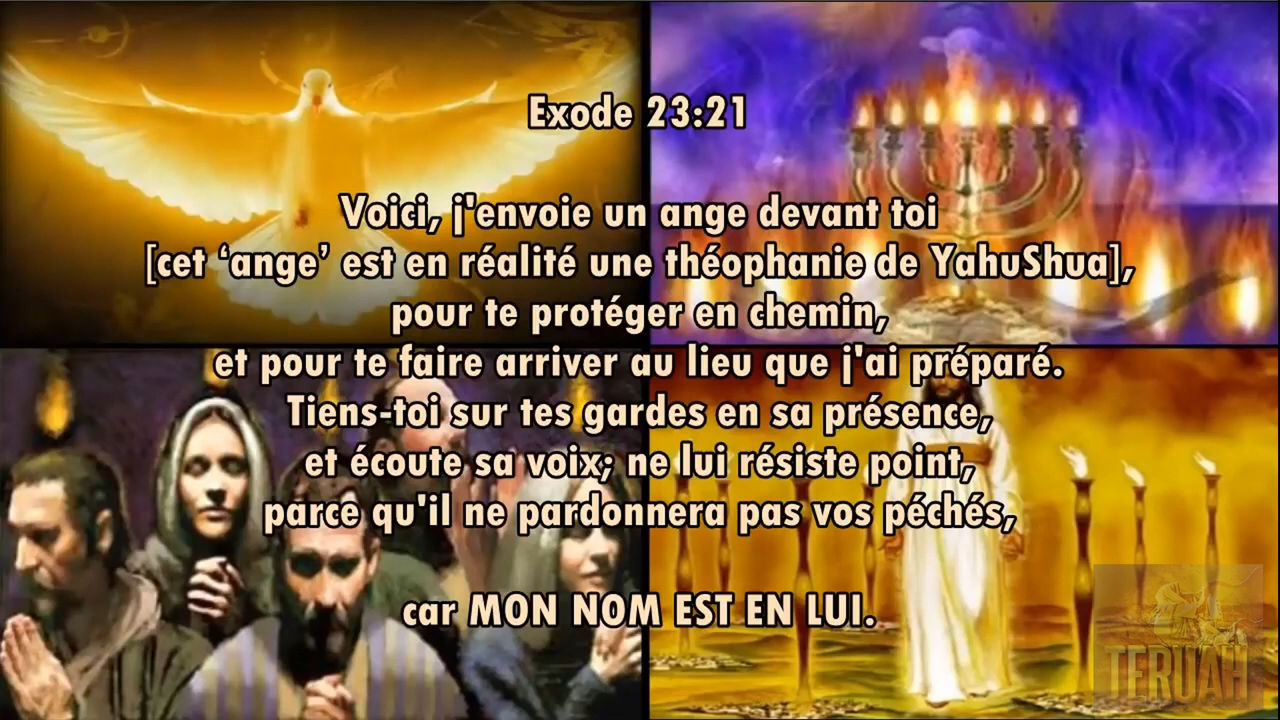 Exode 23:21
Voici, j'envoie un ange devant toi
[cet ‘ange’ est en réalité une théophanie de YahuShua],
pour te protéger en chemin,
et pour te faire arriver au lieu que j'ai préparé.
Tiens-toi sur tes gardes en sa présence,
et écoute sa voix; ne lui résiste point,
parce qu'il ne pardonnera pas vos péchés,
car MON NOM EST EN LUI.
TERUAH